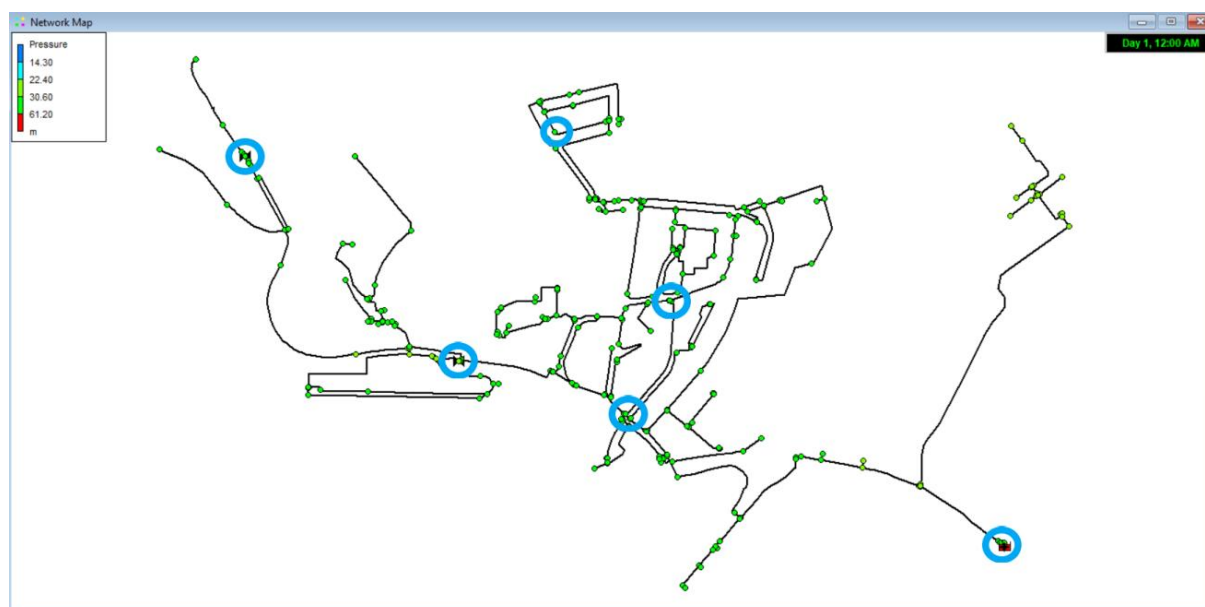 Network Map
Pressure
14.30
22.40
30.60
61.20
m
Day 1, 12:00 AM